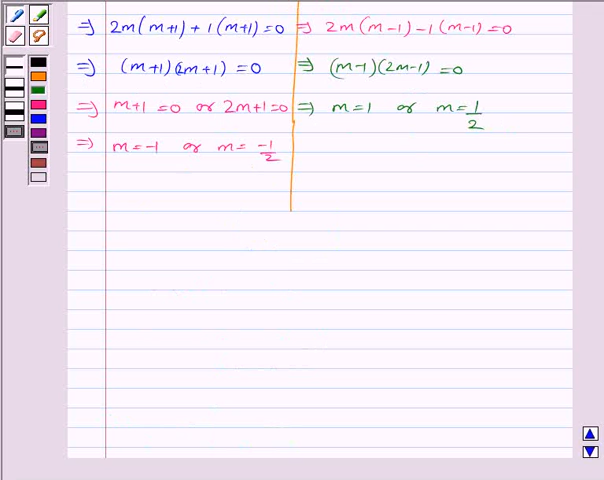 ⇒ 2m(m+1)+1(m+1)=0 ⇒ 2m(m-1)-1(m-1)=0
⇒ (m+1)(2m+1)=0 ⇒ (m-1)(2m-1)=0
⇒ m+1=0 or 2m+1=0 ⇒ m=1 or m=1/2
⇒ m=-1 or m=-1/2